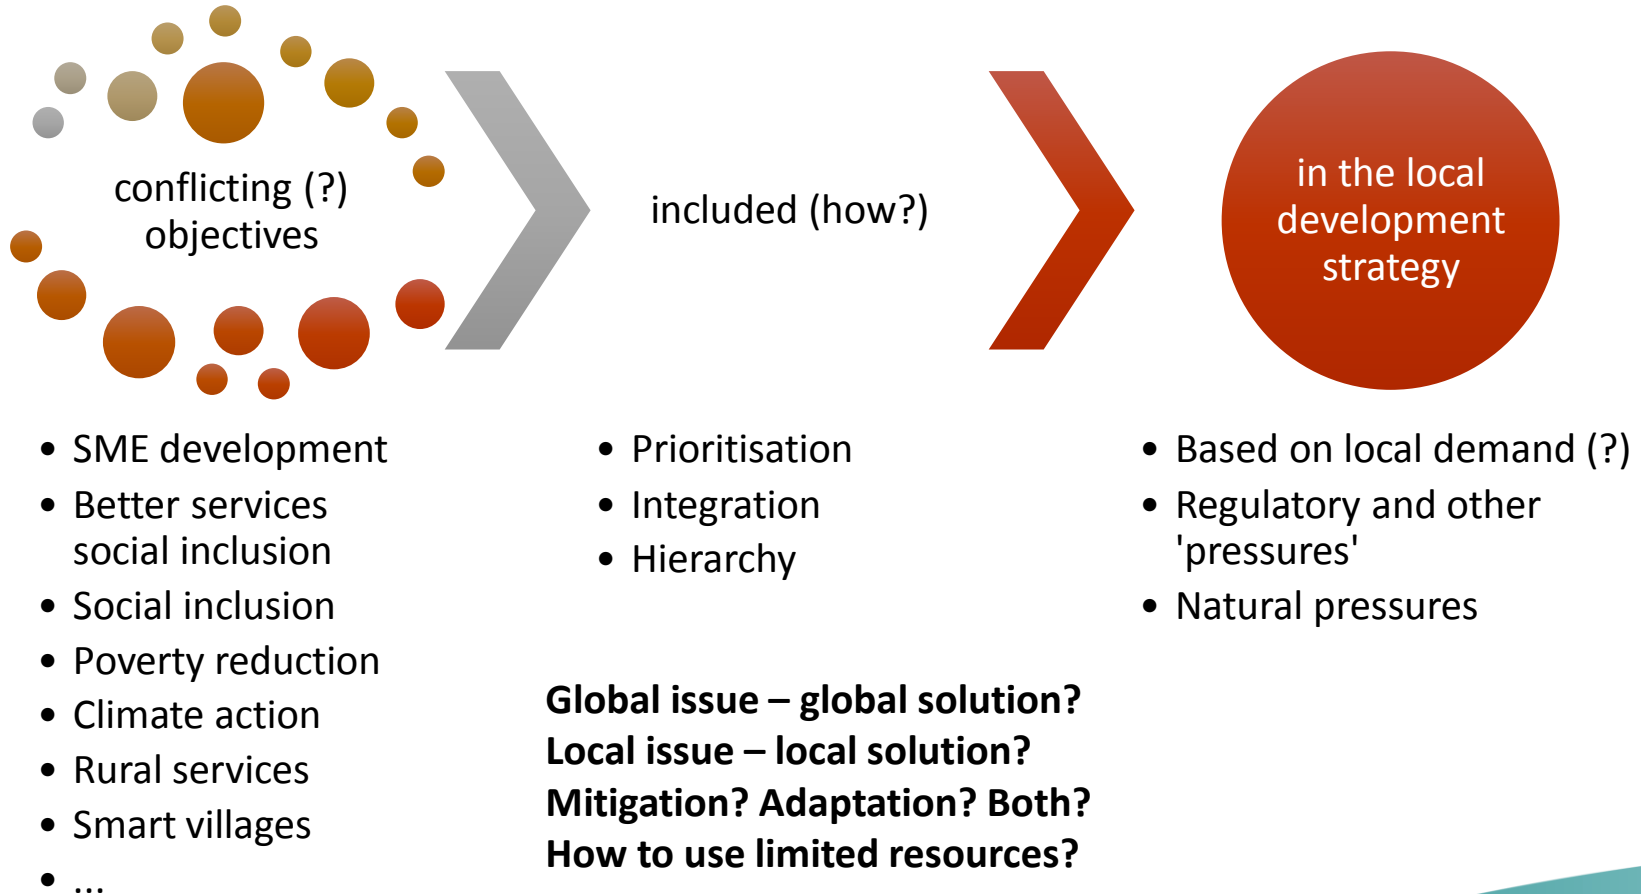 conflicting (?)
objectives
included (how?)
in the local
development
strategy
• SME development
• Better services
social inclusion
• Social inclusion
• Poverty reduction
• Climate action
• Rural services
• Smart villages
• ...
• Prioritisation
• Integration
• Hierarchy
• Based on local demand (?)
• Regulatory and other
'pressures'
• Natural pressures
Global issue – global solution?
Local issue – local solution?
Mitigation? Adaptation? Both?
How to use limited resources?